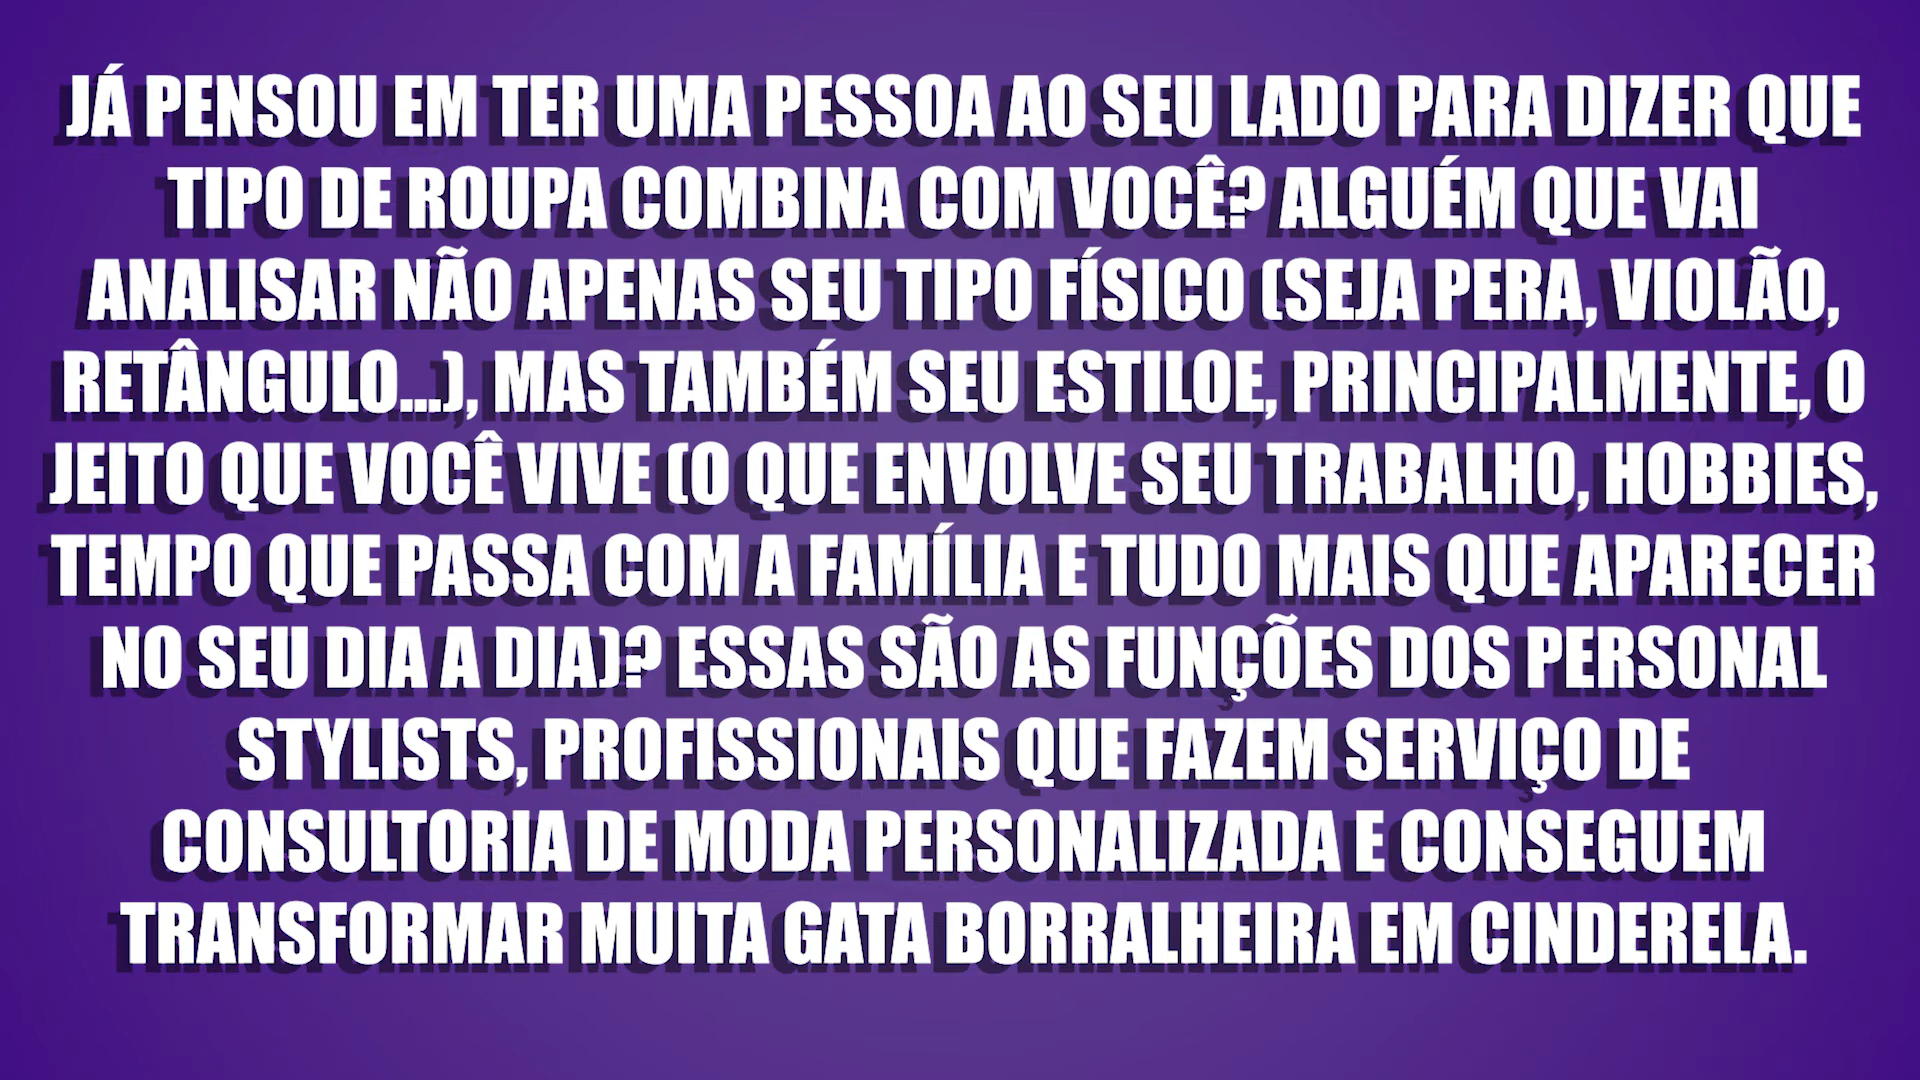 JÁ PENSOU EM TER UMA PESSOA AO SEU LADO PARA DIZER QUE
TIPO DE ROUPA COMBINA COM VOCÊ? ALGUÉM QUE VAI
ANALISAR NÃO APENAS SEU TIPO FÍSICO (SEJA PERA, VIOLÃO,
RETÂNGULO...), MAS TAMBÉM SEU ESTILOE, PRINCIPALMENTE, O
JEITO QUE VOCÊ VIVE (O QUE ENVOLVE SEU TRABALHO, HOBBIES,
TEMPO QUE PASSA COM A FAMÍLIA E TUDO MAIS QUE APARECER
NO SEU DIA A DIA)? ESSAS SÃO AS FUNÇÕES DOS PERSONAL
STYLISTS, PROFISSIONAIS QUE FAZEM SERVIÇO DE
CONSULTORIA DE MODA PERSONALIZADA E CONSEGUEM
TRANSFORMAR MUITA GATA BORRALHEIRA EM CINDERELA.